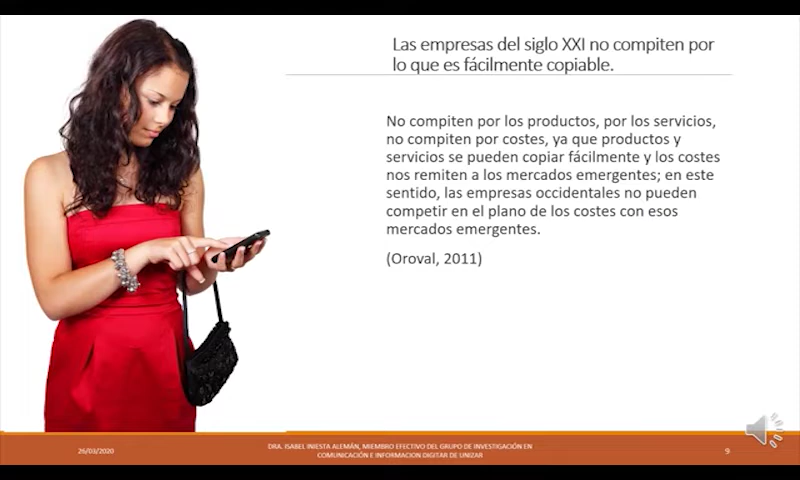 Las empresas del siglo XXI no compiten por
lo que es fácilmente copiable.
No compiten por los productos, por los servicios,
no compiten por costes, ya que productos y
servicios se pueden copiar fácilmente y los costes
nos remiten a los mercados emergentes; en este
sentido, las empresas occidentales no pueden
competir en el plano de los costes con esos
mercados emergentes.
(Oroval, 2011)
26/03/2020
DRA. ISABEL INIESTA ALEMÁN, MIEMBRO EFECTIVO DEL GRUPO DE INVESTIGACIÓN EN
COMUNICACIÓN E INFORMACION DIGITAR DE UNIZAR
9